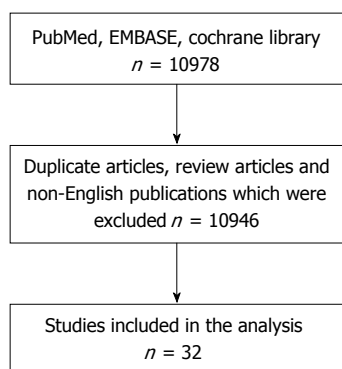 PubMed, EMBASE, cochrane library
n = 10978
Duplicate articles, review articles and
non-English publications which were
excluded n = 10946
Studies included in the analysis
n = 32